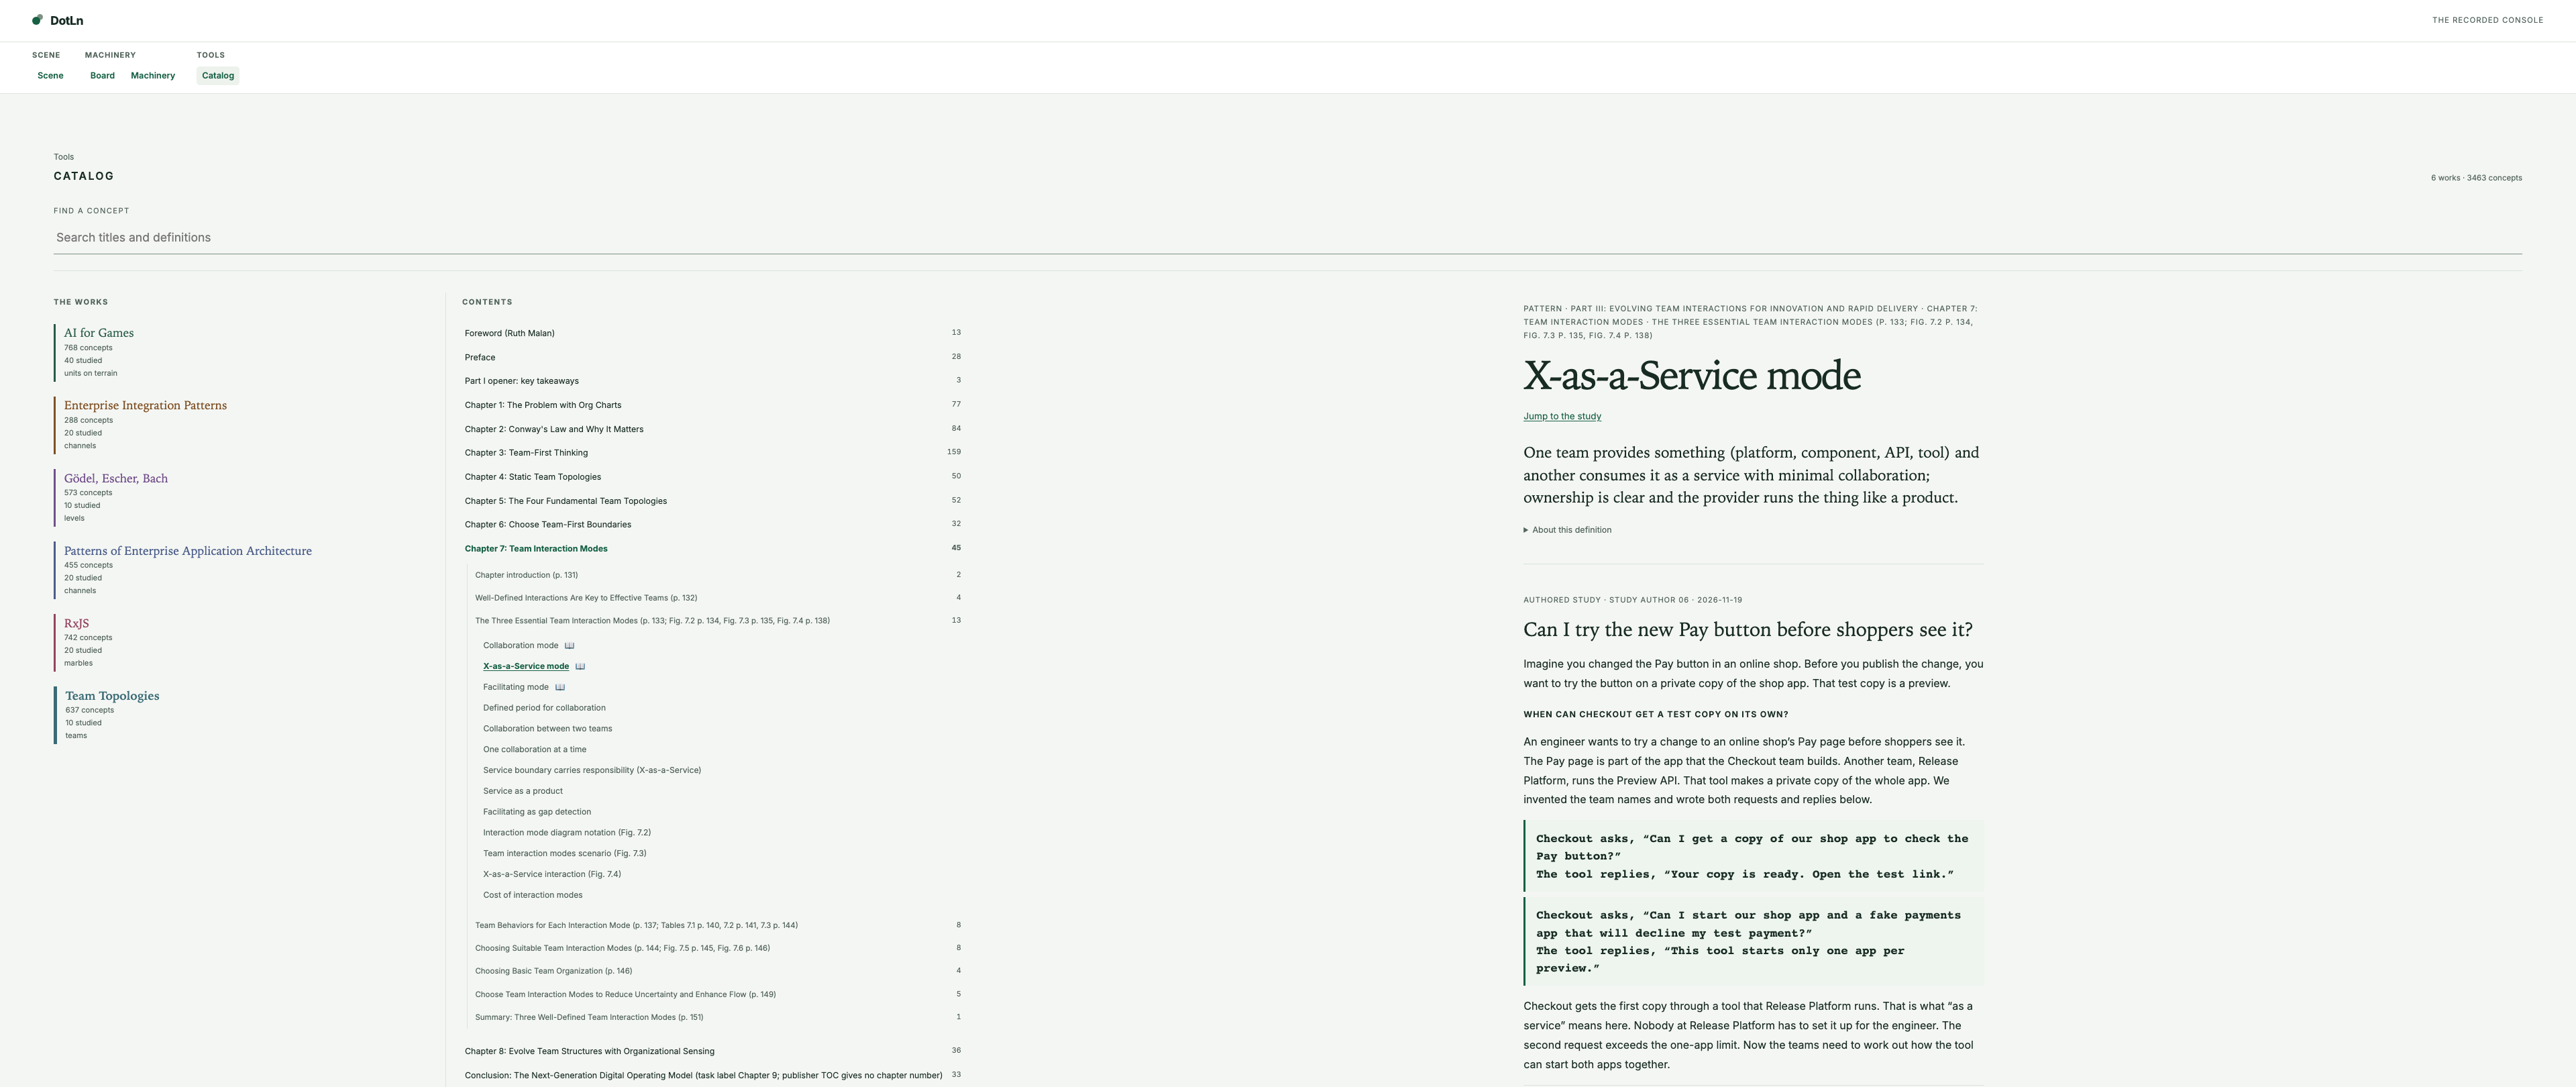 DotLn
THE RECORDED CONSOLE
SCENE
MACHINERY
TOOLS
Scene
Board
Machinery
Catalog
Tools
CATALOG
6 works · 3463 concepts
FIND A CONCEPT
Search titles and definitions
THE WORKS
AI for Games
768 concepts
40 studied
units on terrain
Enterprise Integration Patterns
288 concepts
20 studied
channels
Gödel, Escher, Bach
573 concepts
10 studied
levels
Patterns of Enterprise Application Architecture
455 concepts
20 studied
channels
RxJS
742 concepts
20 studied
marbles
Team Topologies
637 concepts
10 studied
teams
CONTENTS
Foreword (Ruth Malan) 13
Preface 28
Part I opener: key takeaways 3
Chapter 1: The Problem with Org Charts 77
Chapter 2: Conway's Law and Why It Matters 84
Chapter 3: Team-First Thinking 159
Chapter 4: Static Team Topologies 50
Chapter 5: The Four Fundamental Team Topologies 52
Chapter 6: Choose Team-First Boundaries 32
Chapter 7: Team Interaction Modes 45
Chapter introduction (p. 131) 2
Well-Defined Interactions Are Key to Effective Teams (p. 132) 4
The Three Essential Team Interaction Modes (p. 133; Fig. 7.2 p. 134, Fig. 7.3 p. 135, Fig. 7.4 p. 138) 13
Collaboration mode
X-as-a-Service mode
Facilitating mode
Defined period for collaboration
Collaboration between two teams
One collaboration at a time
Service boundary carries responsibility (X-as-a-Service)
Service as a product
Facilitating as gap detection
Interaction mode diagram notation (Fig. 7.2)
Team interaction modes scenario (Fig. 7.3)
X-as-a-Service interaction (Fig. 7.4)
Cost of interaction modes
Team Behaviors for Each Interaction Mode (p. 137; Tables 7.1 p. 140, 7.2 p. 141, 7.3 p. 144) 8
Choosing Suitable Team Interaction Modes (p. 144; Fig. 7.5 p. 145, Fig. 7.6 p. 146) 8
Choosing Basic Team Organization (p. 146) 4
Choose Team Interaction Modes to Reduce Uncertainty and Enhance Flow (p. 149) 5
Summary: Three Well-Defined Team Interaction Modes (p. 151) 1
Chapter 8: Evolve Team Structures with Organizational Sensing 36
Conclusion: The Next-Generation Digital Operating Model (task label Chapter 9; publisher TOC gives no chapter number) 33
PATTERN · PART III: EVOLVING TEAM INTERACTIONS FOR INNOVATION AND RAPID DELIVERY · CHAPTER 7:
TEAM INTERACTION MODES · THE THREE ESSENTIAL TEAM INTERACTION MODES (P. 133; FIG. 7.2 P. 134,
FIG. 7.3 P. 135, FIG. 7.4 P. 138)
X-as-a-Service mode
Jump to the study
One team provides something (platform, component, API, tool) and
another consumes it as a service with minimal collaboration;
ownership is clear and the provider runs the thing like a product.
About this definition
AUTHORED STUDY · STUDY AUTHOR 06 · 2026-11-19
Can I try the new Pay button before shoppers see it?
Imagine you changed the Pay button in an online shop. Before you publish the change, you
want to try the button on a private copy of the shop app. That test copy is a preview.
WHEN CAN CHECKOUT GET A TEST COPY ON ITS OWN?
An engineer wants to try a change to an online shop’s Pay page before shoppers see it.
The Pay page is part of the app that the Checkout team builds. Another team, Release
Platform, runs the Preview API. That tool makes a private copy of the whole app. We
invented the team names and wrote both requests and replies below.
Checkout asks, “Can I get a copy of our shop app to check the
Pay button?”
The tool replies, “Your copy is ready. Open the test link.”
Checkout asks, “Can I start our shop app and a fake payments
app that will decline my test payment?”
The tool replies, “This tool starts only one app per
preview.”
Checkout gets the first copy through a tool that Release Platform runs. That is what “as a
service” means here. Nobody at Release Platform has to set it up for the engineer. The
second request exceeds the one-app limit. Now the teams need to work out how the tool
can start both apps together.